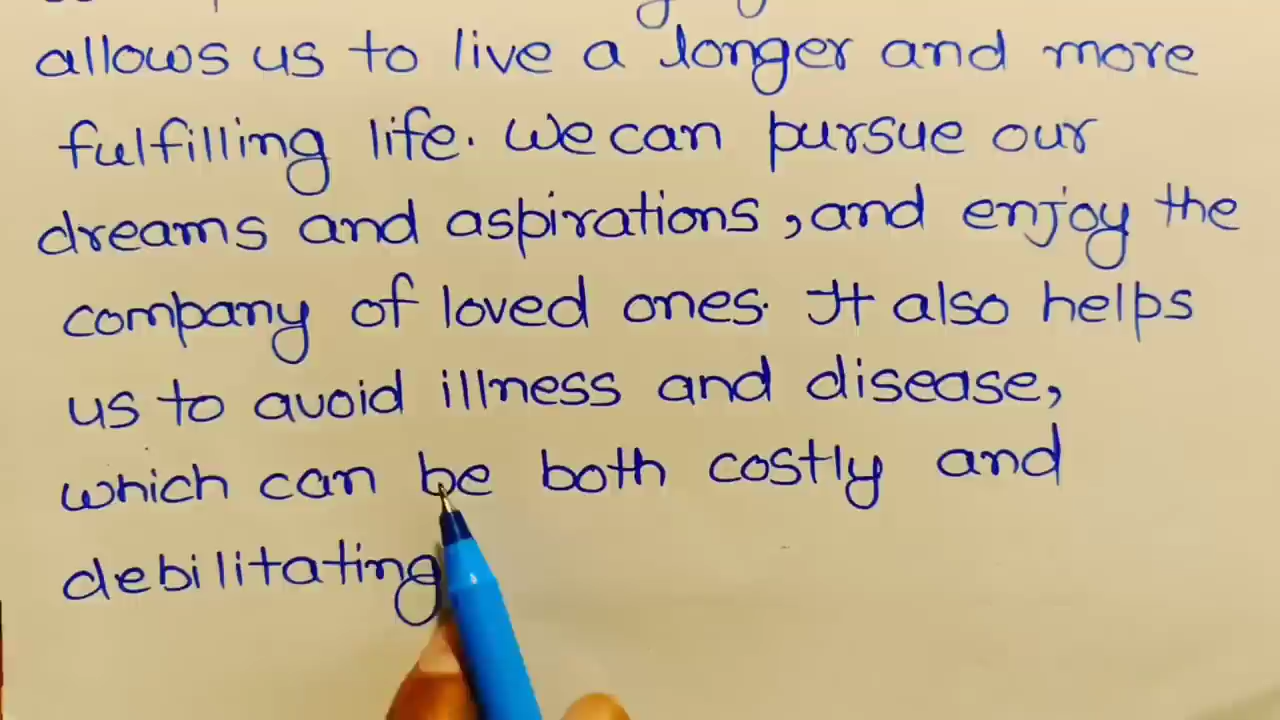 allows us to live a longer and more
fulfilling life. We can pursue our
dreams and aspirations, and enjoy the
company of loved ones. It also helps
us to avoid illness and disease,
which can be both costly and
debilitating